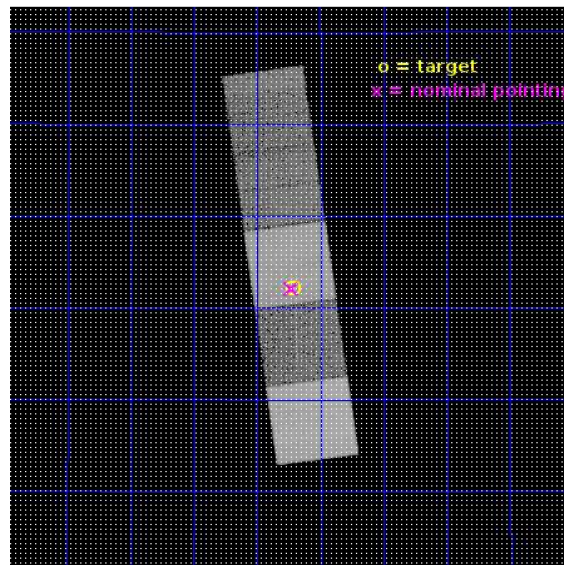 o = target
x = nominal pointin